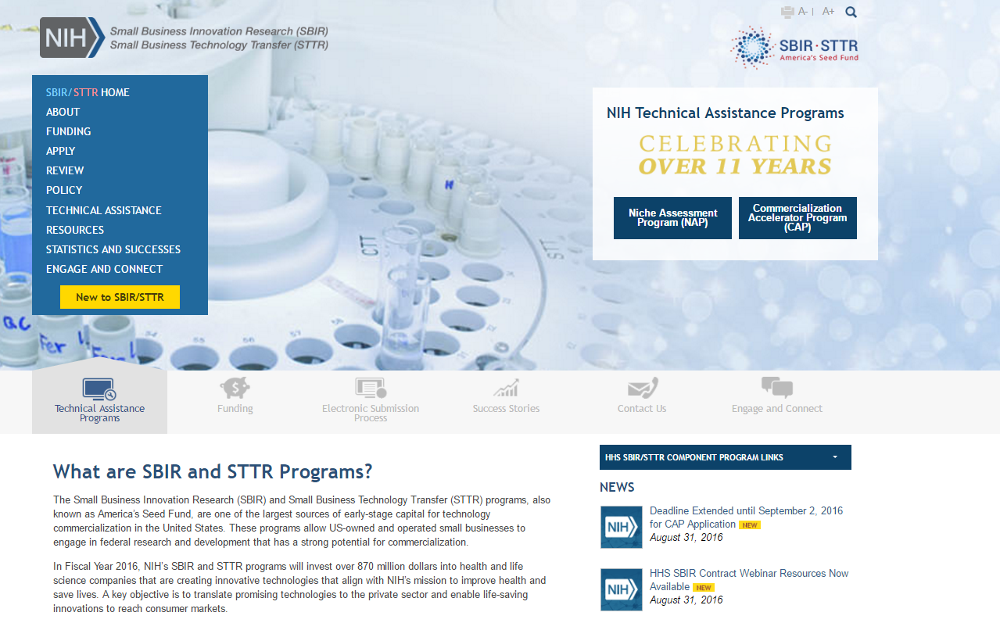 A- | A+
NIH
Small Business Innovation Research (SBIR)
Small Business Technology Transfer (STTR)
SBIR · STTR
America's Seed Fund
SBIR/STTR HOME
ABOUT
FUNDING
APPLY
REVIEW
POLICY
TECHNICAL ASSISTANCE
RESOURCES
STATISTICS AND SUCCESSES
ENGAGE AND CONNECT
New to SBIR/STTR
NIH Technical Assistance Programs
CELEBRATING
OVER 11 YEARS
Niche Assessment
Program (NAP)
Commercialization
Accelerator Program
(CAP)
CTT
STT
H
B.C
Fer
Fer
54
55
56
Technical Assistance
Programs
Funding
Electronic Submission
Process
Success Stories
Contact Us
Engage and Connect
What are SBIR and STTR Programs?
The Small Business Innovation Research (SBIR) and Small Business Technology Transfer (STTR) programs, also
known as America's Seed Fund, are one of the largest sources of early-stage capital for technology
commercialization in the United States. These programs allow US-owned and operated small businesses to
engage in federal research and development that has a strong potential for commercialization.
In Fiscal Year 2016, NIH's SBIR and STTR programs will invest over 870 million dollars into health and life
science companies that are creating innovative technologies that align with NIH's mission to improve health and
save lives. A key objective is to translate promising technologies to the private sector and enable life-saving
innovations to reach consumer markets.
HHS SBIR/STTR COMPONENT PROGRAM LINKS
NEWS
NIH
Deadline Extended until September 2, 2016
for CAP Application NEW
August 31, 2016
NIH
HHS SBIR Contract Webinar Resources Now
Available NEW
August 31, 2016